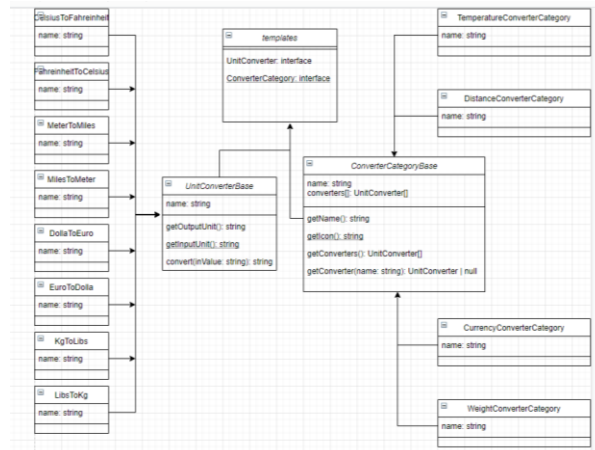 CelsiusToFahrenheit
name: string
FahrenheitToCelsius
name: string
MeterToMiles
name: string
MilesToMeter
name: string
DollaToEuro
name: string
EuroToDolla
name: string
KgToLibs
name: string
LibsToKg
name: string
templates
UnitConverter: interface
ConverterCategory: interface
UnitConverterBase
name: string
getOutputUnit(): string
getInputUnit(): string
convert(inValue: string): string
ConverterCategoryBase
name: string
converters[]: UnitConverter[]
getName(): string
getIcon(): string
getConverters(): UnitConverter[]
getConverter(name: string): UnitConverter | null
TemperatureConverterCategory
name: string
DistanceConverterCategory
name: string
CurrencyConverterCategory
name: string
WeightConverterCategory
name: string